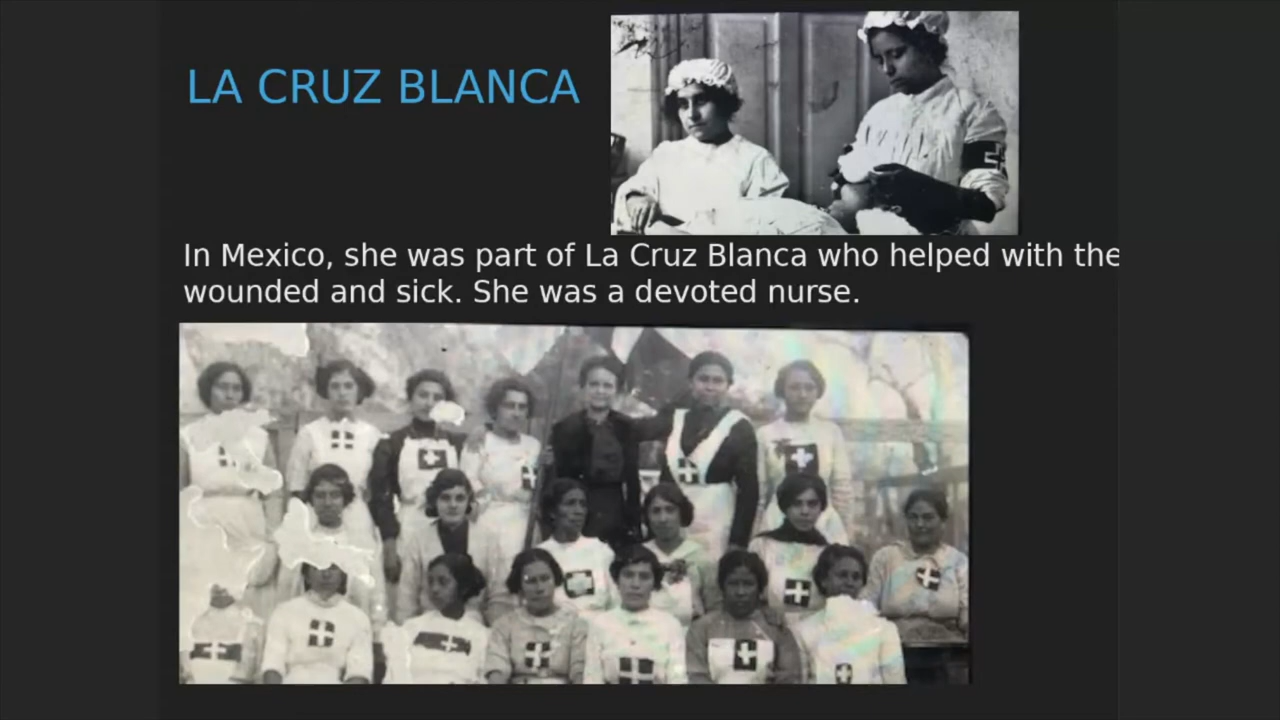 LA CRUZ BLANCA
In Mexico, she was part of La Cruz Blanca who helped with the
wounded and sick. She was a devoted nurse.